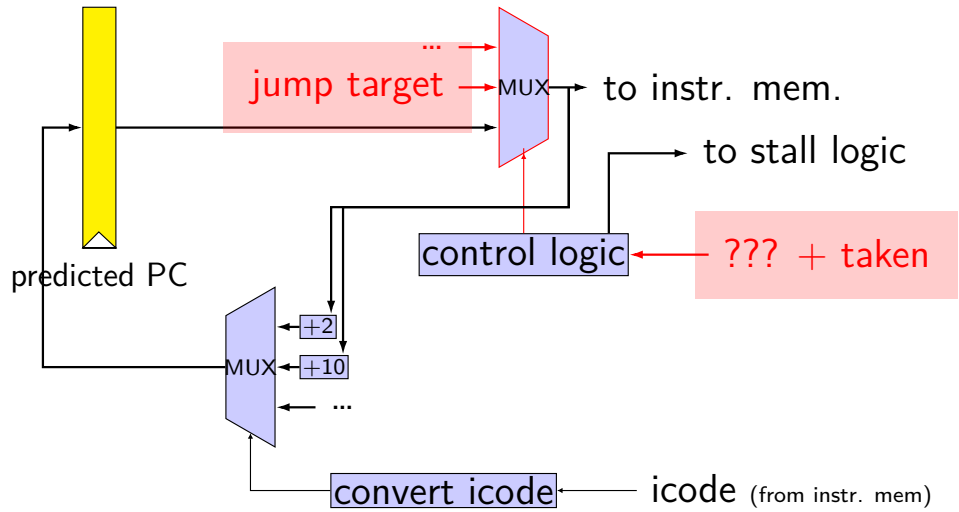 ...
jump target
MUX
to instr. mem.
to stall logic
control logic
??? + taken
predicted PC
+2
MUX
+10
...
convert icode
icode (from instr. mem)